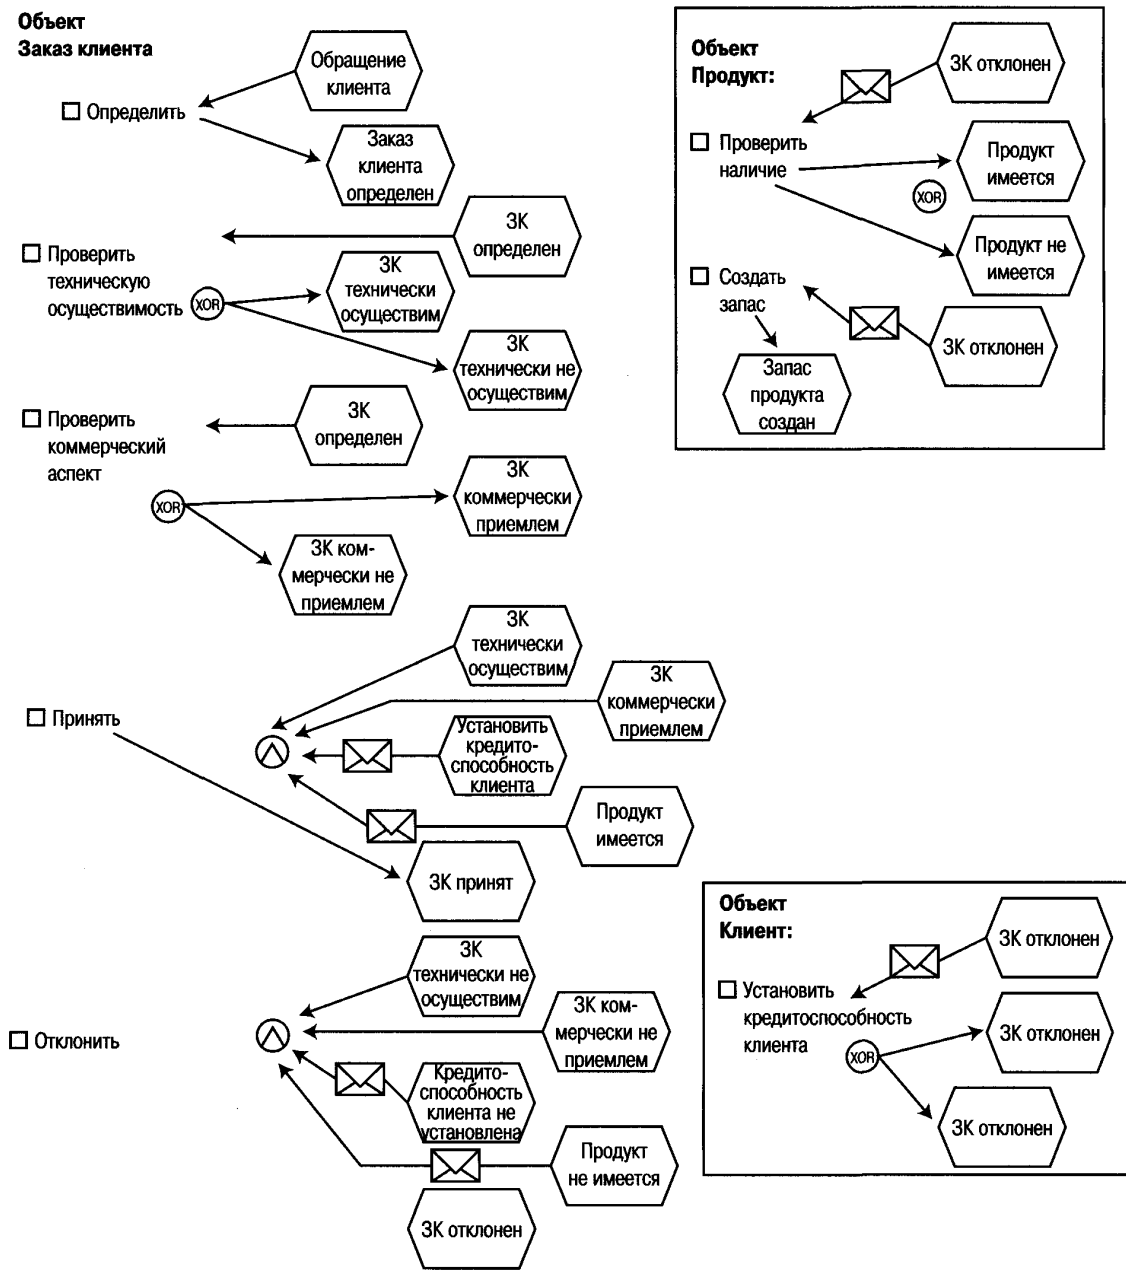 Объект
Заказ клиента
Обращение
клиента
Определить
Заказ
клиента
определен
ЗК
определен
Проверить
техническую
осуществимость
XOR
ЗК
технически
осуществим
ЗК
технически не
осуществим
Проверить
коммерческий
аспект
ЗК
определен
XOR
ЗК
коммерчески
приемлем
ЗК ком-
мерчески не
приемлем
ЗК
технически
осуществим
ЗК
коммерчески
приемлем
Принять
Установить
кредито-
способность
клиента
Продукт
имеется
ЗК принят
ЗК
технически не
осуществим
Отклонить
ЗК ком-
мерчески не
приемлем
Кредито-
способность
клиента не
установлена
Продукт
не имеется
ЗК отклонен
Объект
Продукт:
ЗК отклонен
Проверить
наличие
Продукт
имеется
XOR
Продукт не
имеется
Создать
запас
ЗК отклонен
Запас
продукта
создан
Объект
Клиент:
ЗК отклонен
Установить
кредитоспособность
клиента
XOR
ЗК отклонен
ЗК отклонен